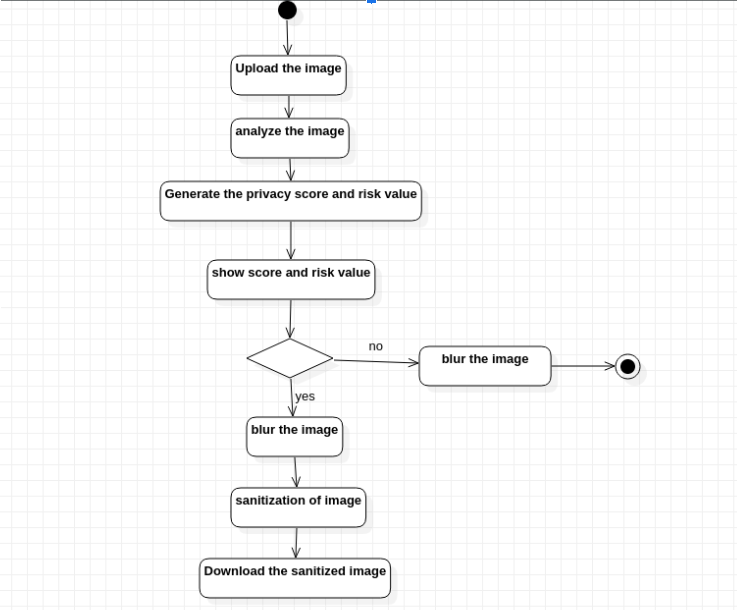 Upload the image
analyze the image
Generate the privacy score and risk value
show score and risk value
no
blur the image
yes
blur the image
sanitization of image
Download the sanitized image